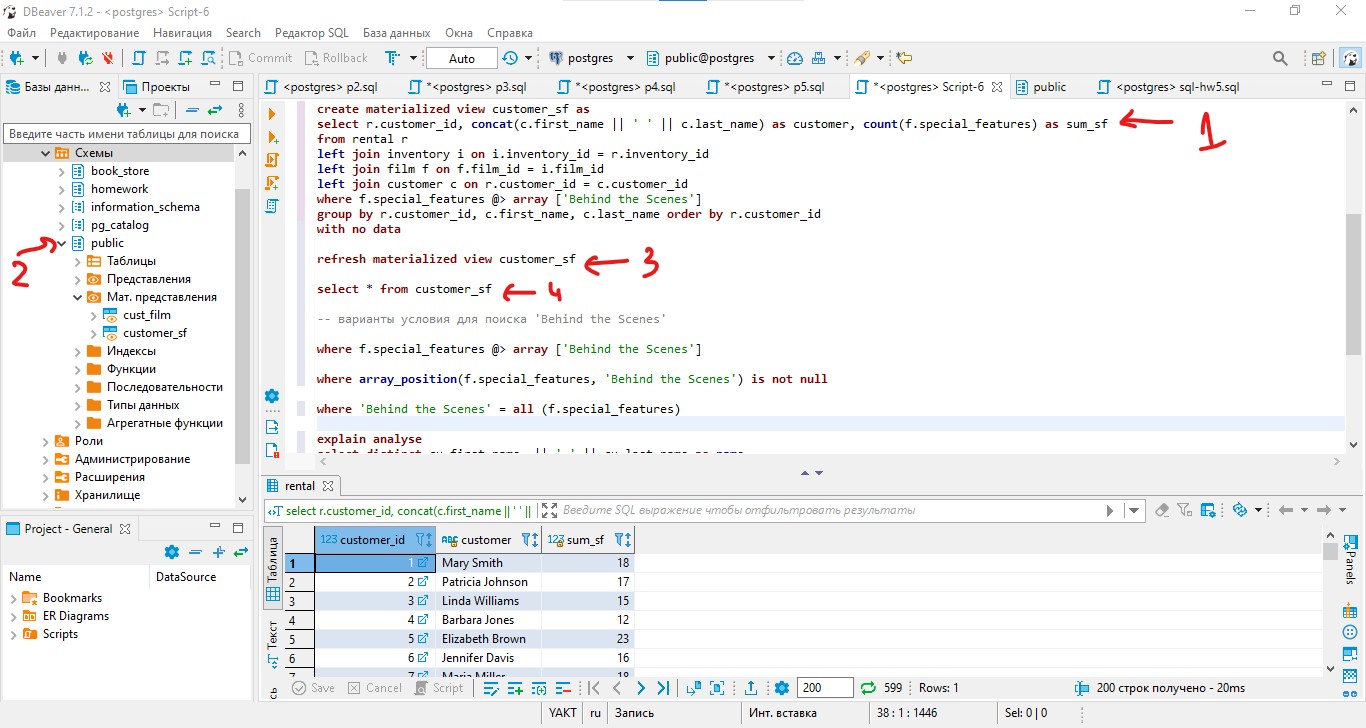 DBeaver 7.1.2 - <postgres> Script-6
Файл Редактирование Навигация Search Редактор SQL База данных Окна Справка
Commit Rollback Auto postgres public@postgres
Базы данн... Проекты
<postgres> p2.sql *<postgres> p3.sql *<postgres> p4.sql *<postgres> p5.sql *<postgres> Script-6 public <postgres> sql-hw5.sql
Введите часть имени таблицы для поиска
Схемы
book_store
homework
information_schema
pg_catalog
public
Таблицы
Представления
Мат. представления
cust_film
customer_sf
Индексы
Функции
Последовательности
Типы данных
Агрегатные функции
Роли
Администрирование
Расширения
Хранилище
2
create materialized view customer_sf as
select r.customer_id, concat(c.first_name || ' ' || c.last_name) as customer, count(f.special_features) as sum_sf
1
from rental r
left join inventory i on i.inventory_id = r.inventory_id
left join film f on f.film_id = i.film_id
left join customer c on r.customer_id = c.customer_id
where f.special_features @> array ['Behind the Scenes']
group by r.customer_id, c.first_name, c.last_name order by r.customer_id
with no data
refresh materialized view customer_sf
3
select * from customer_sf
4
-- варианты условия для поиска 'Behind the Scenes'
where f.special_features @> array ['Behind the Scenes']
where array_position(f.special_features, 'Behind the Scenes') is not null
where 'Behind the Scenes' = all (f.special_features)
explain analyse
Project - General
Name DataSource
Bookmarks
ER Diagrams
Scripts
rental
select r.customer_id, concat(c.first_name || ' ' || Введите SQL выражение чтобы отфильтровать результаты
Таблица
Текст
Panels
123 customer_id ABC customer 123 sum_sf
1 1 Mary Smith 18
2 2 Patricia Johnson 17
3 3 Linda Williams 15
4 4 Barbara Jones 12
5 5 Elizabeth Brown 23
6 6 Jennifer Davis 16
Save Cancel Script 200 599 Rows: 1 200 строк получено - 20ms
YAKT ru Запись Инт. вставка 38 : 1 : 1446 Sel: 0 | 0